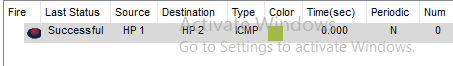 Fire Last Status Source Destination Type Color Time(sec) Periodic Num
Successful HP 1 HP 2 ICMP 0.000 N 0
Activate Windows
Go to Settings to activate Windows.